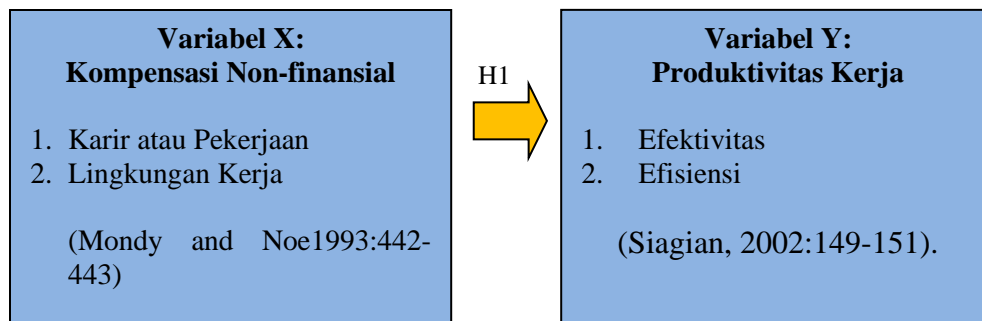 Variabel X:
Kompensasi Non-finansial
1. Karir atau Pekerjaan
2. Lingkungan Kerja
(Mondy and Noe1993:442-
443)
H1
Variabel Y:
Produktivitas Kerja
1. Efektivitas
2. Efisiensi
(Siagian, 2002:149-151).